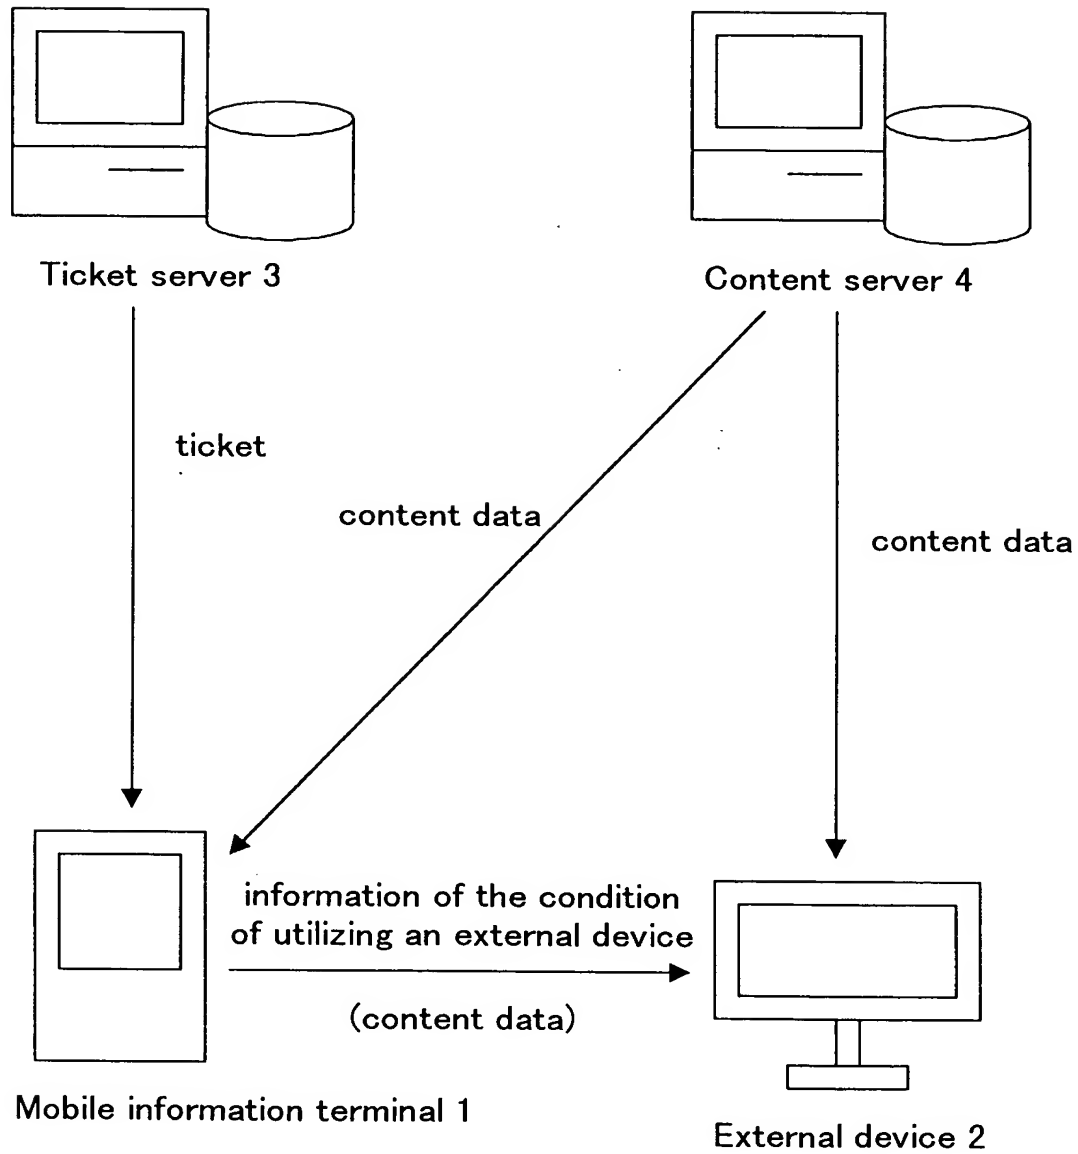 Ticket server 3
Content server 4
ticket
content data
content data
information of the condition
of utilizing an external device
(content data)
Mobile information terminal 1
External device 2